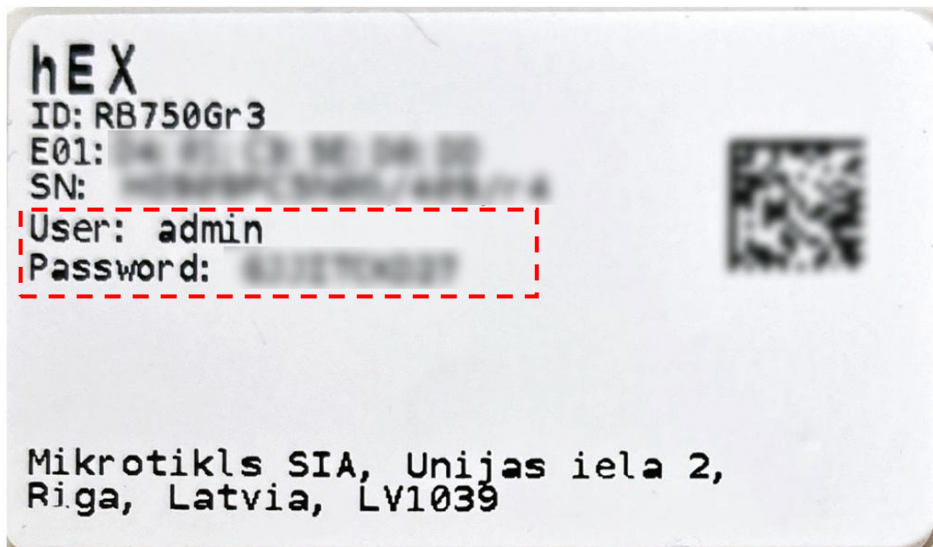 hEX
ID: RB750Gr3
E01:
SN:
User: admin
Password:
Mikrotikls SIA, Unijas iela 2,
Riga, Latvia, LV1039